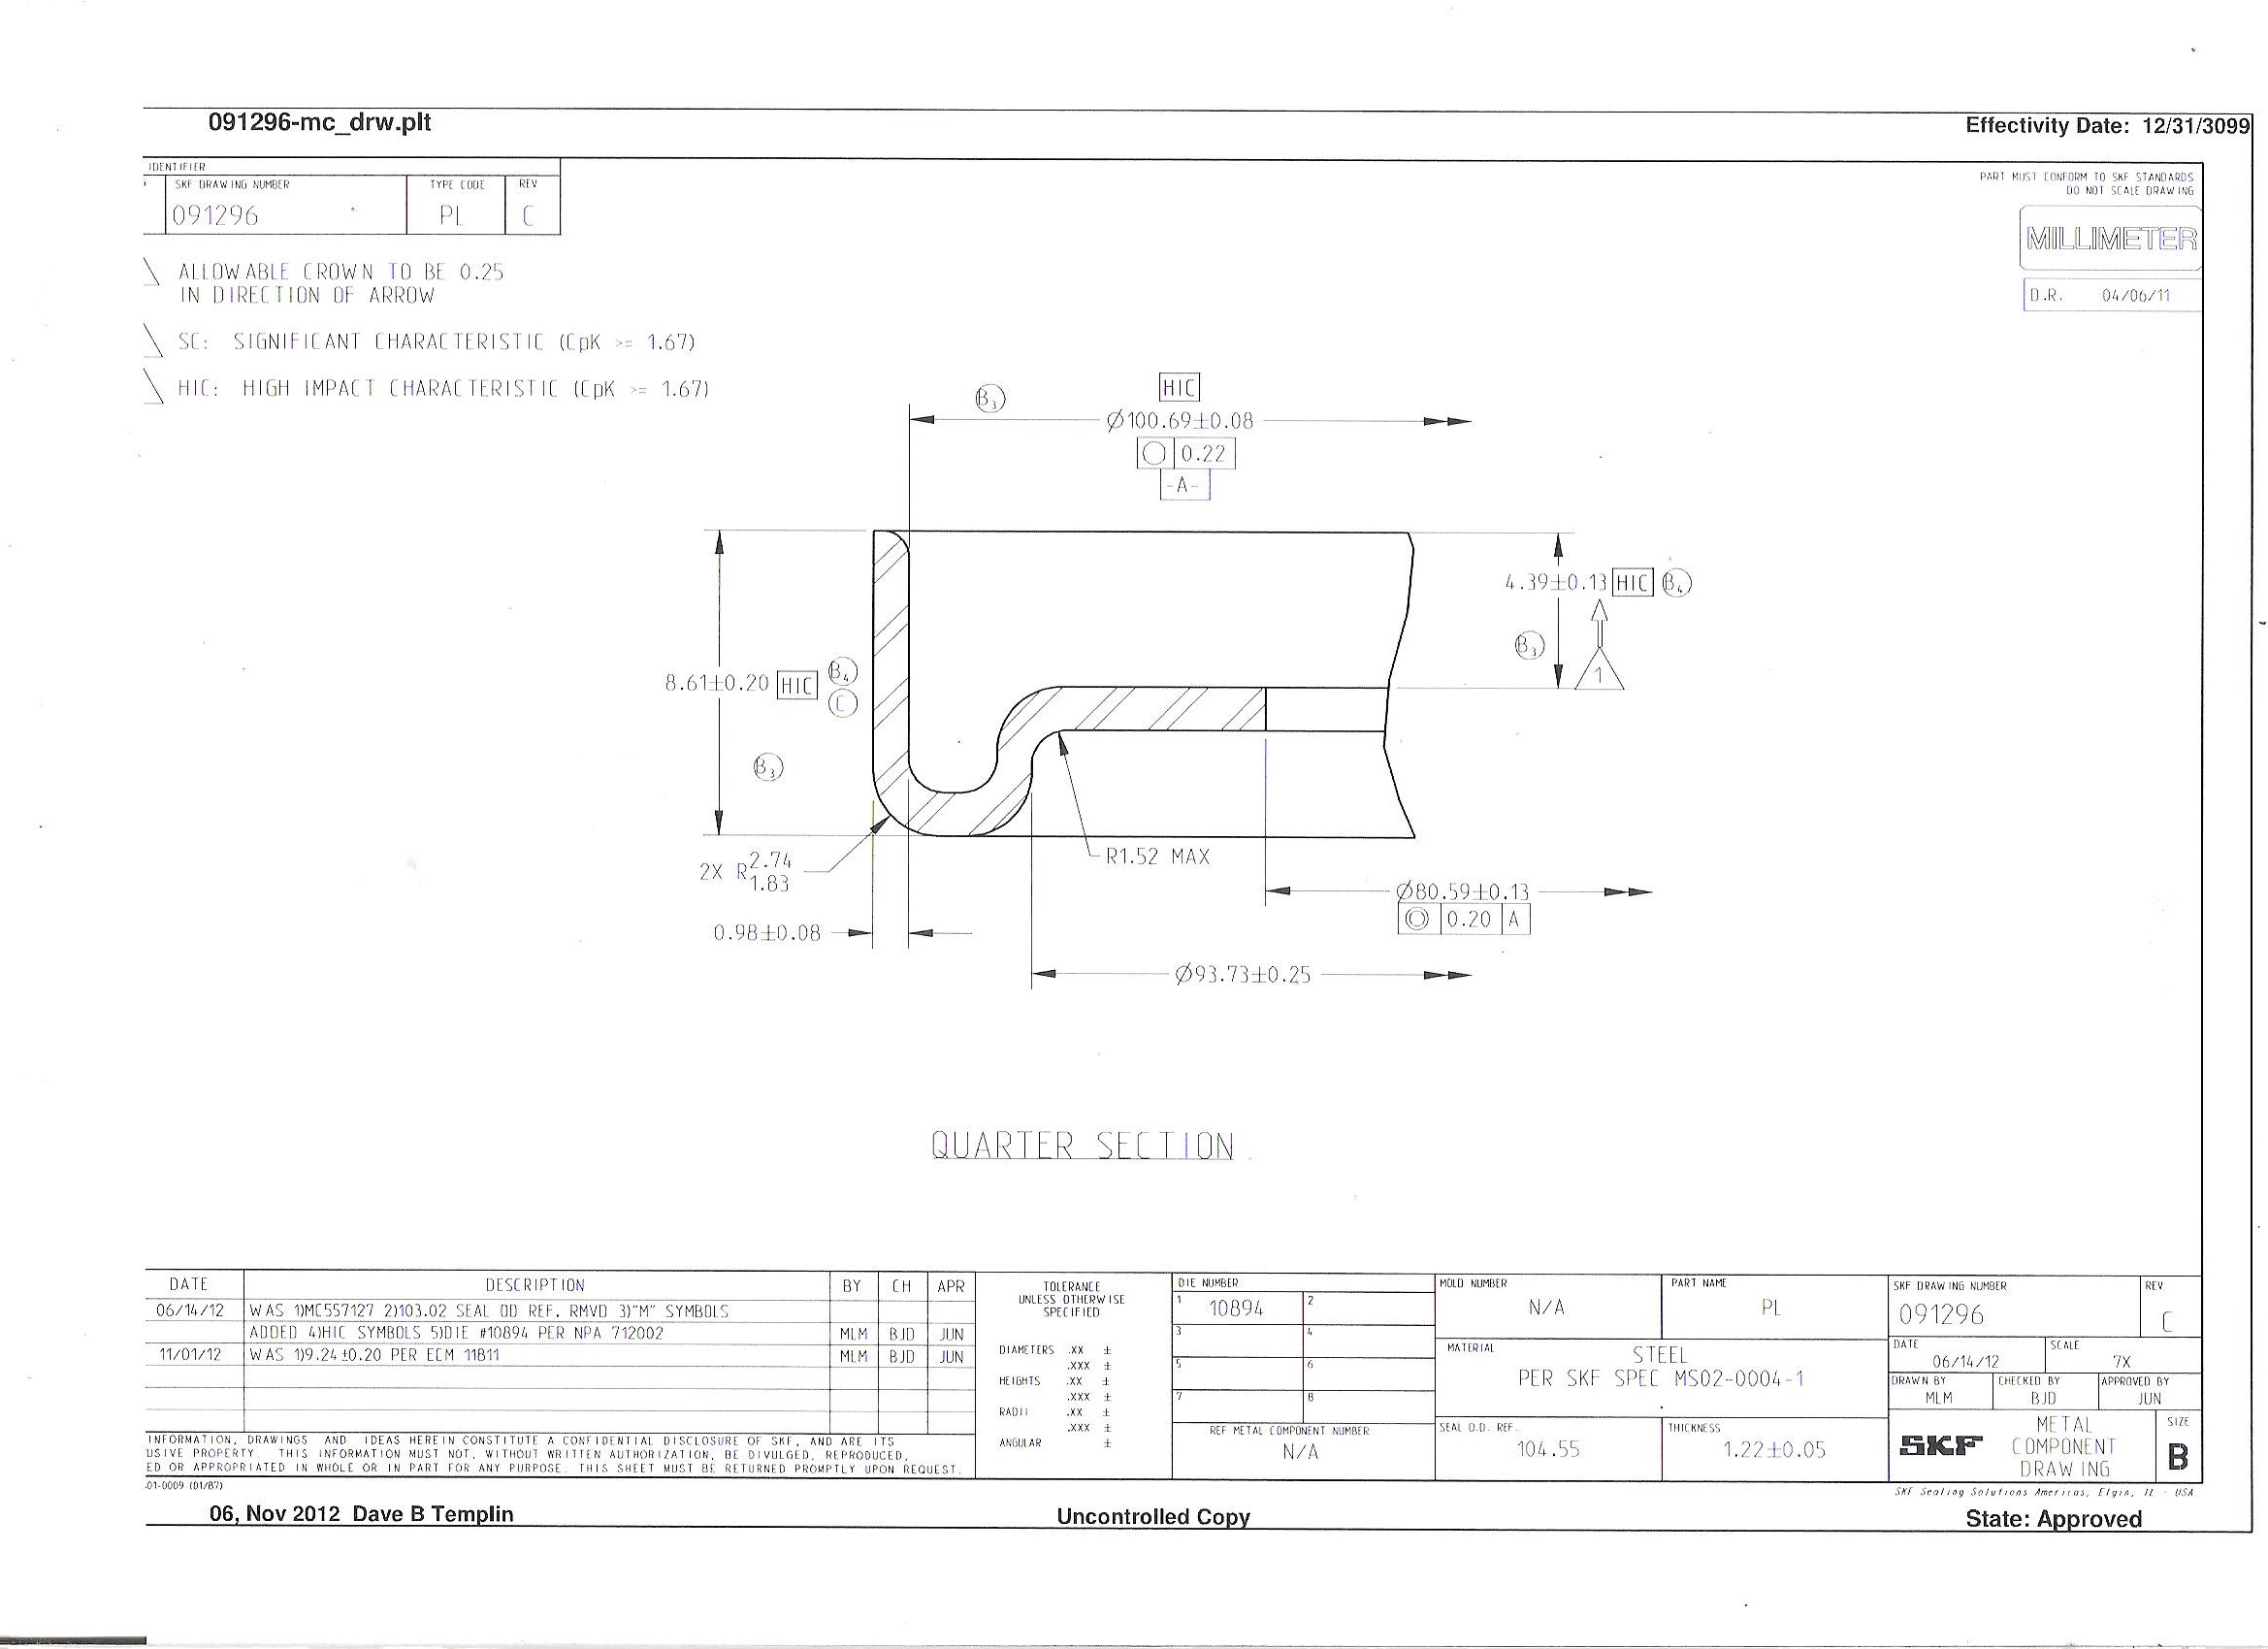 091296-mc_drw.plt
Effectivity Date: 12/31/3099
IDENTIFIER
SKF DRAWING NUMBER
TYPE CODE
REV
091296
PL
C
PART MUST CONFORM TO SKF STANDARDS
DO NOT SCALE DRAWING
MILLIMETER
D.R. 04/06/11
ALLOWABLE CROWN TO BE 0.25
IN DIRECTION OF ARROW
SC: SIGNIFICANT CHARACTERISTIC (CpK >= 1.67)
HIC: HIGH IMPACT CHARACTERISTIC (CpK >= 1.67)
B3
HIC
Ø100.69±0.08
0.22
-A-
4.39±0.13 HIC B4
B3
1
8.61±0.20 HIC B4
C
B3
2X R 2.74
1.83
R1.52 MAX
Ø80.59±0.13
0.20 A
0.98±0.08
Ø93.73±0.25
QUARTER SECTION
DATE DESCRIPTION BY CH APR
06/14/12 WAS 1)MC557127 2)103.02 SEAL OD REF, RMVD 3)"M" SYMBOLS
ADDED 4)HIC SYMBOLS 5)DIE #10894 PER NPA 712002 MLM BJD JUN
11/01/12 WAS 1)9.24±0.20 PER ECM 11811 MLM BJD JUN
INFORMATION, DRAWINGS AND IDEAS HEREIN CONSTITUTE A CONFIDENTIAL DISCLOSURE OF SKF, AND ARE ITS
USIVE PROPERTY THIS INFORMATION MUST NOT, WITHOUT WRITTEN AUTHORIZATION, BE DIVULGED, REPRODUCED,
ED OR APPROPRIATED IN WHOLE OR IN PART FOR ANY PURPOSE. THIS SHEET MUST BE RETURNED PROMPTLY UPON REQUEST.
-01-0009 (01/87)
TOLERANCE
UNLESS OTHERWISE
SPECIFIED
DIAMETERS .XX ±
.XXX ±
HEIGHTS .XX ±
.XXX ±
RADII .XX ±
.XXX ±
ANGULAR ±
DIE NUMBER
1 10894 2
3 4
5 6
7 8
REF METAL COMPONENT NUMBER
N/A
MOLD NUMBER
N/A
PART NAME
PL
MATERIAL
STEEL
PER SKF SPEC MS02-0004-1
SEAL O.D. REF.
104.55
THICKNESS
1.22±0.05
SKF DRAWING NUMBER
091296
REV
C
DATE
06/14/12
SCALE
7X
DRAWN BY
MLM
CHECKED BY
BJD
APPROVED BY
JUN
SKF
METAL
COMPONENT
DRAWING
SIZE
B
SKF Sealing Solutions Americas, Elgin, IL - USA
06, Nov 2012 Dave B Templin
Uncontrolled Copy
State: Approved